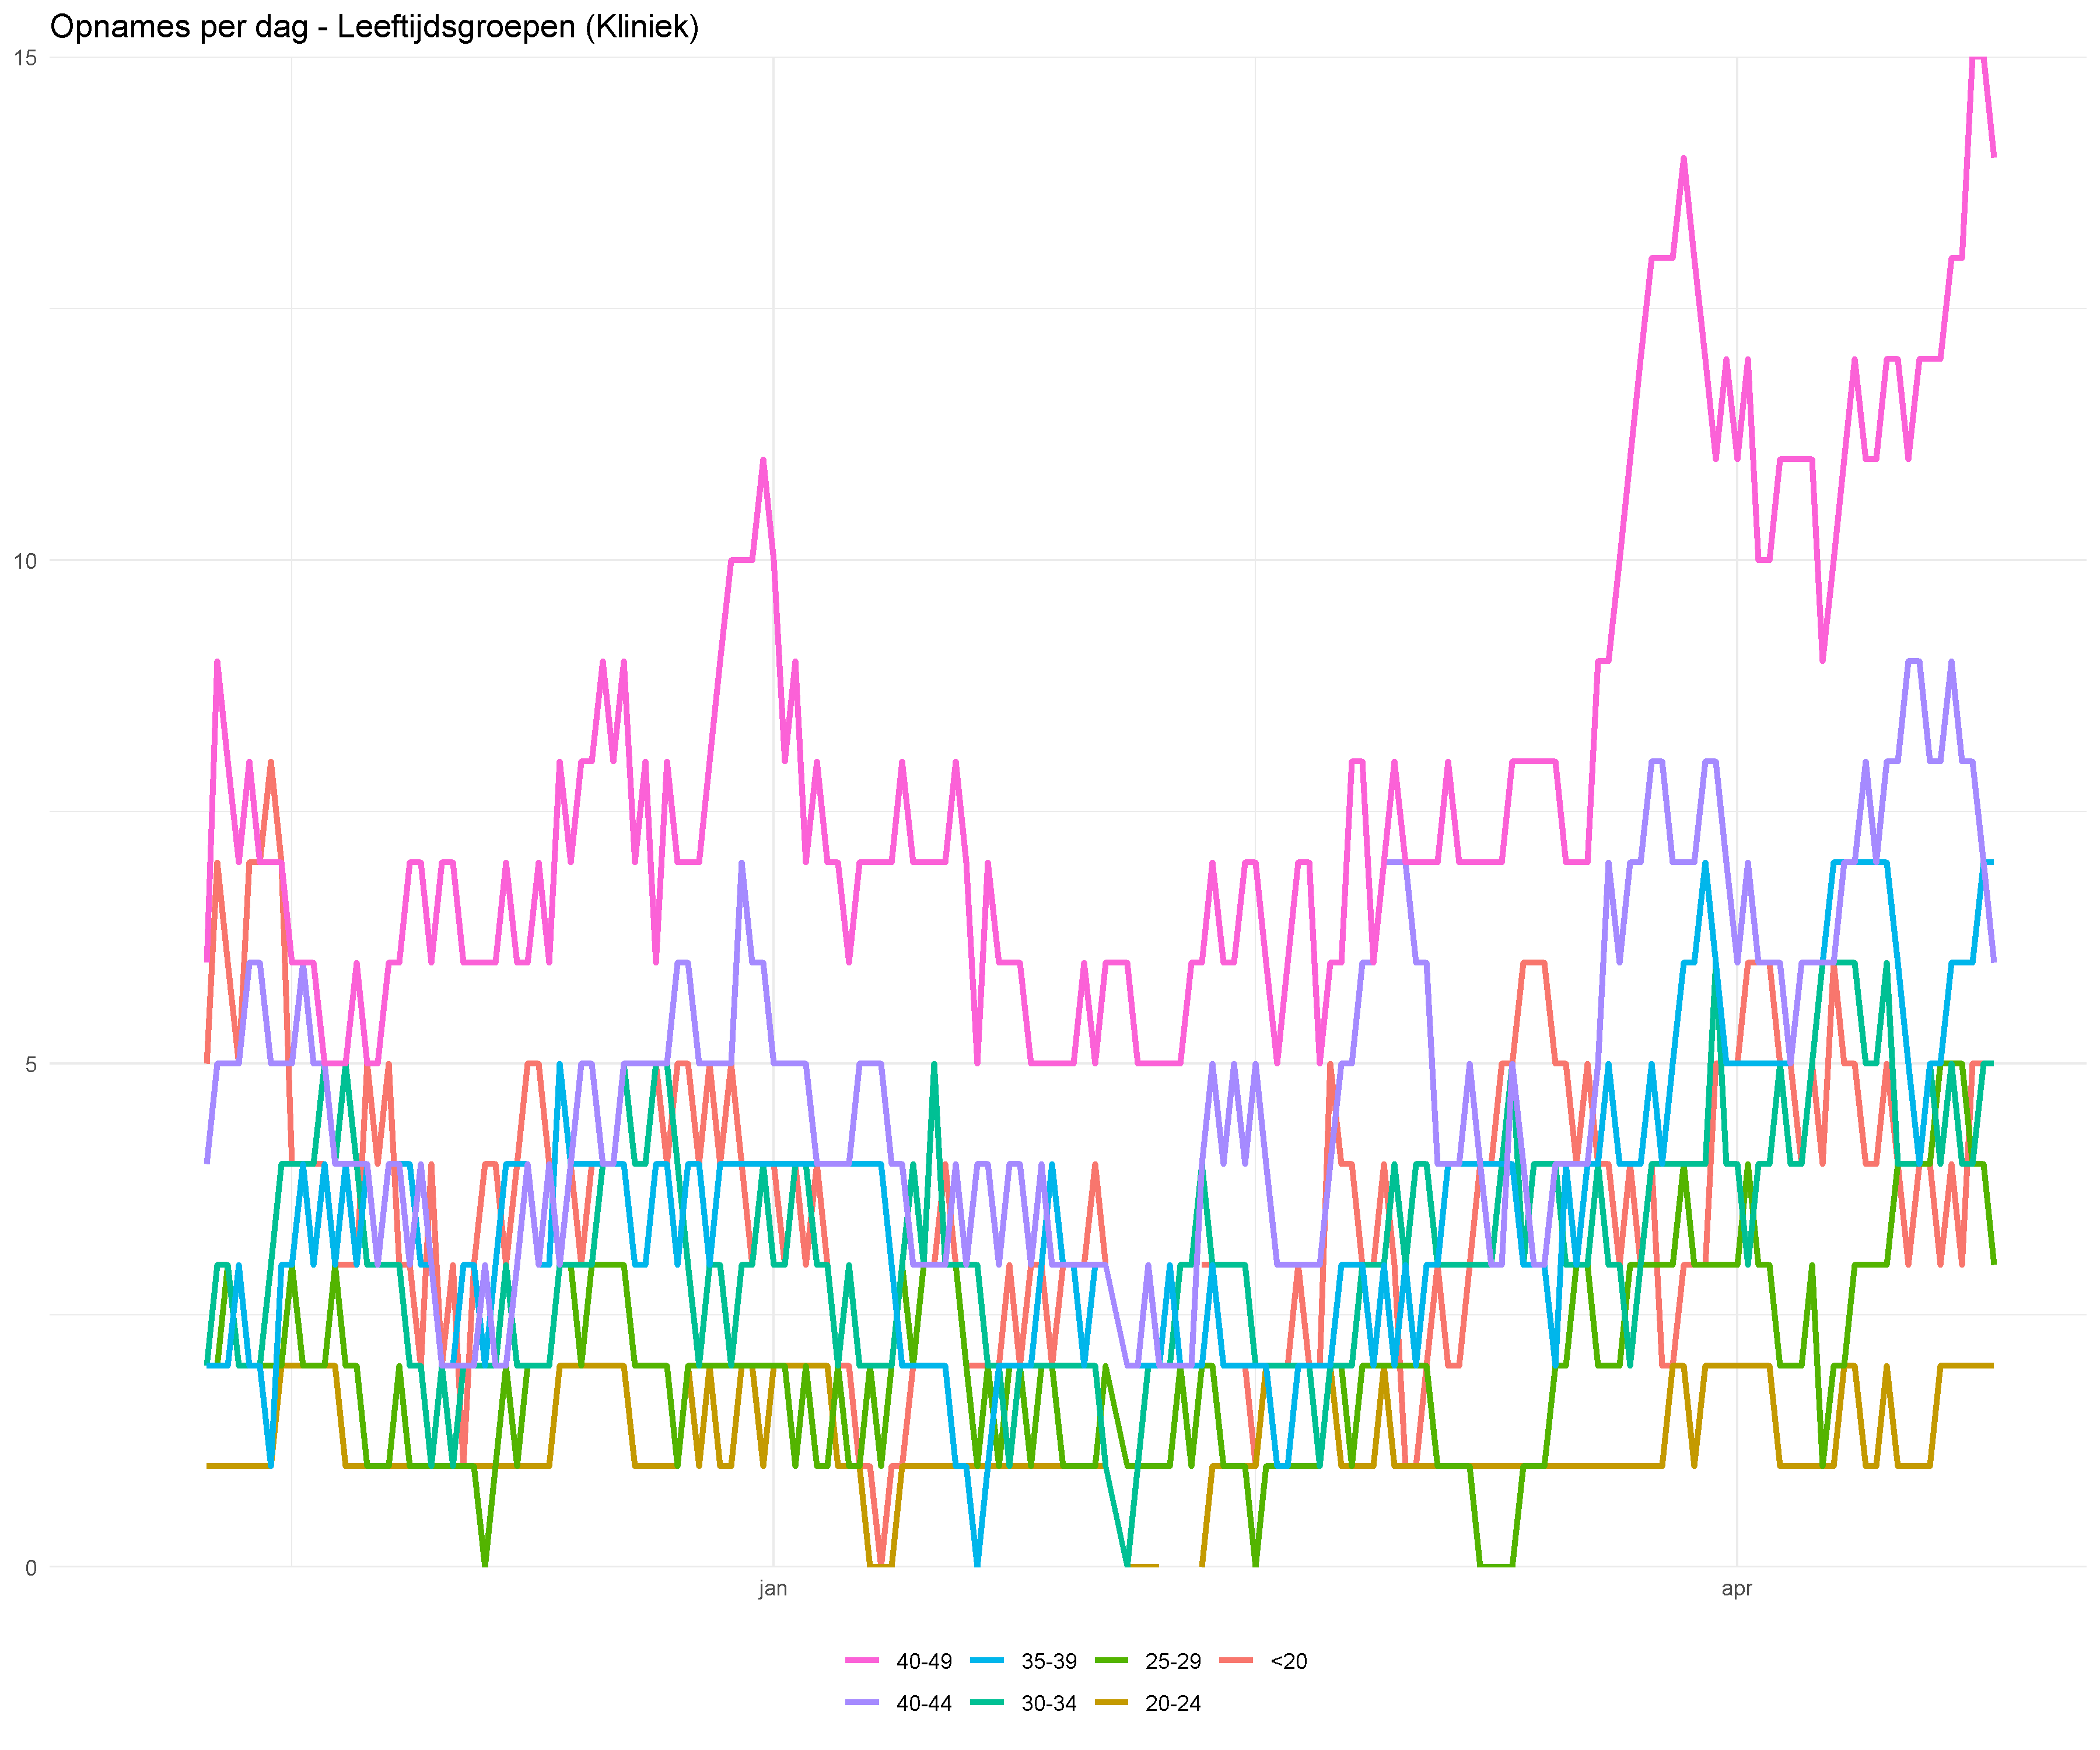 Opnames per dag - Leeftijdsgroepen (Kliniek)
15
10
5
0
jan apr
40-49 35-39 25-29 <20
40-44 30-34 20-24